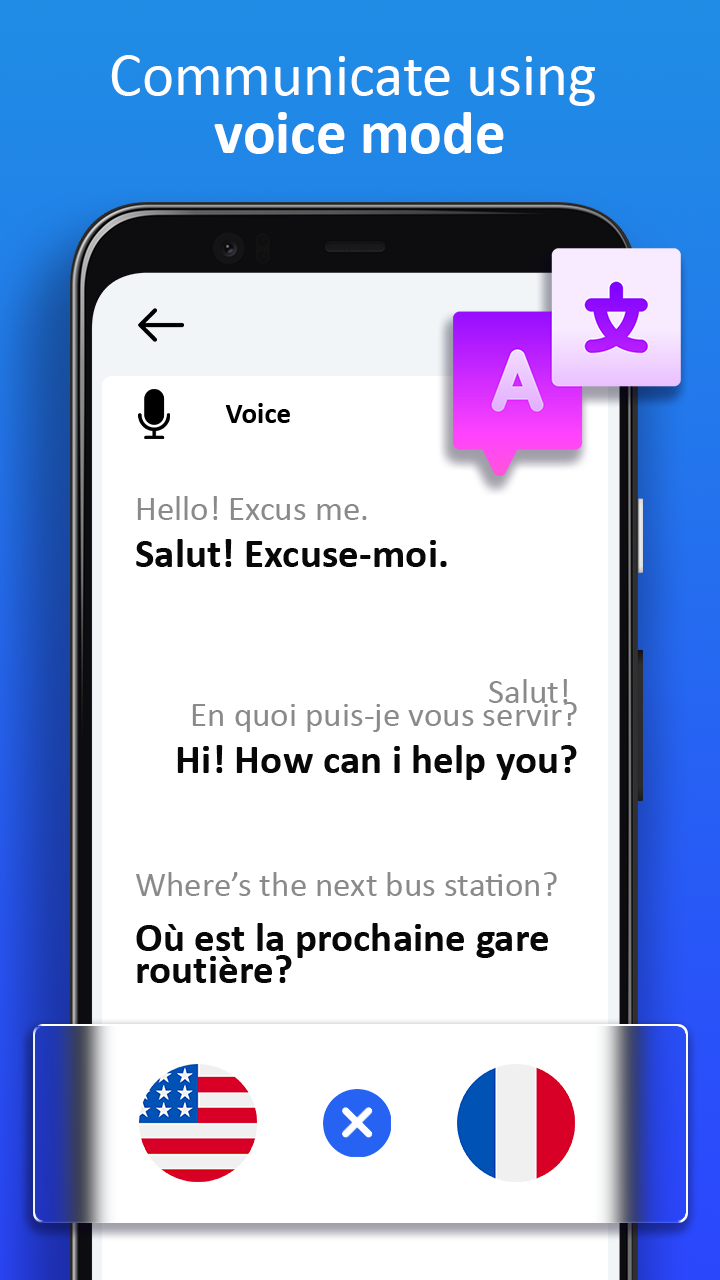 Communicate using
voice mode
文
A
Voice
Hello! Excus me.
Salut! Excuse-moi.
Salut!
En quoi puis-je vous servir?
Hi! How can i help you?
Where's the next bus station?
Où est la prochaine gare
routière?